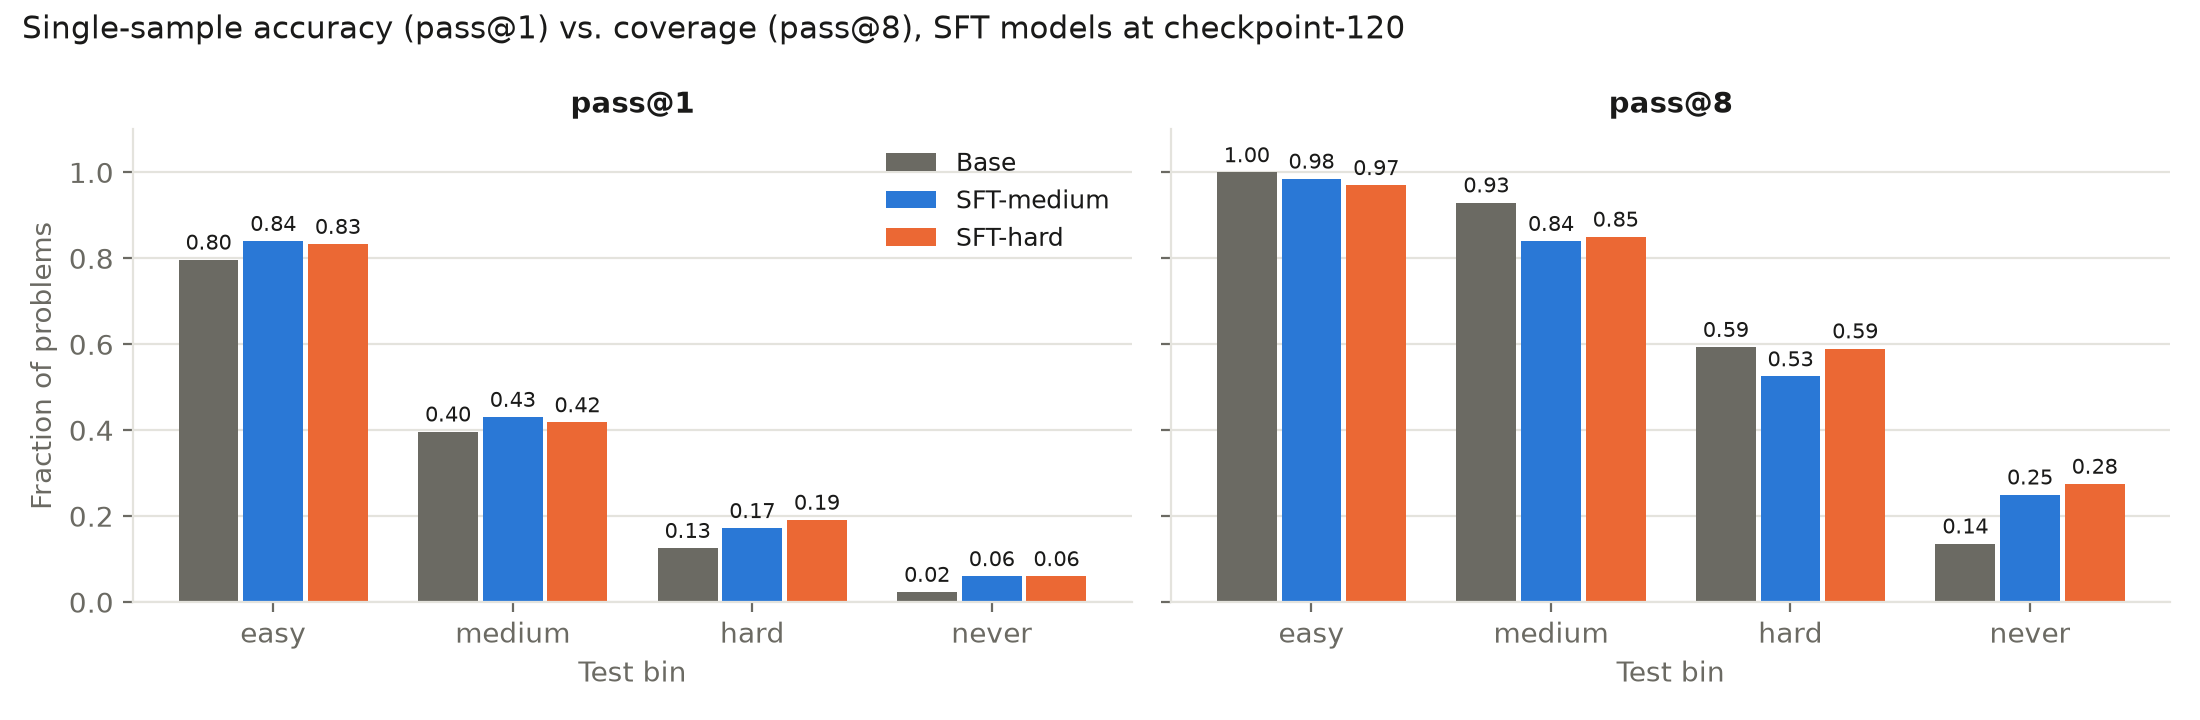 Single-sample accuracy (pass@1) vs. coverage (pass@8), SFT models at checkpoint-120
pass@1
Base
SFT-medium
SFT-hard
Fraction of problems
1.0
0.8
0.6
0.4
0.2
0.0
0.80 0.84 0.83
0.40 0.43 0.42
0.13 0.17 0.19
0.02 0.06 0.06
easy medium hard never
Test bin
pass@8
1.00 0.98 0.97
0.93 0.84 0.85
0.59 0.53 0.59
0.14 0.25 0.28
easy medium hard never
Test bin